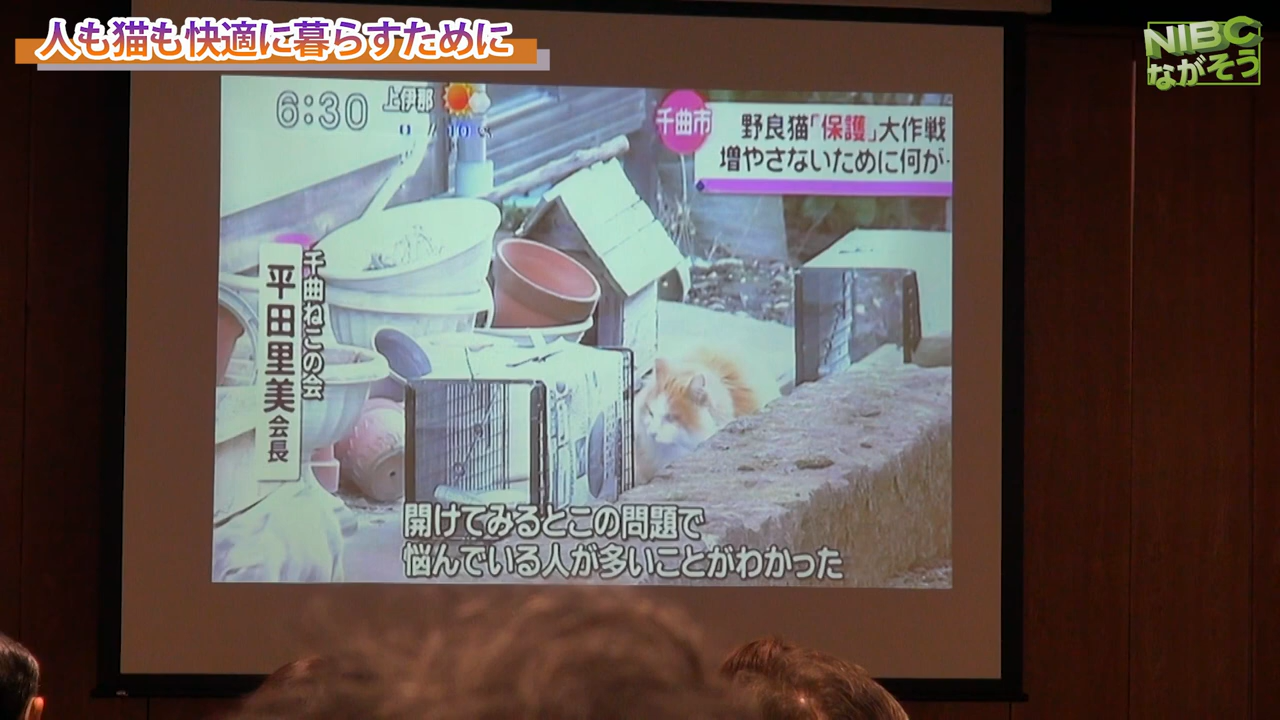 人も猫も快適に暮らすために
NIBC
ながそう
6:30
上伊那
0 / 10 %
千曲市
野良猫「保護」大作戦
増やさないために何が
千曲ねこの会
平田里美会長
開けてみるとこの問題で
悩んでいる人が多いことがわかった